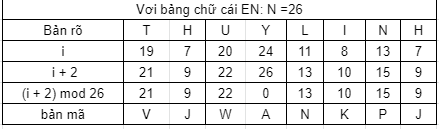 Vơi bảng chữ cái EN: N =26
Bản rõ T H U Y L I N H
i 19 7 20 24 11 8 13 7
i + 2 21 9 22 26 13 10 15 9
(i + 2) mod 26 21 9 22 0 13 10 15 9
bản mã V J W A N K P J